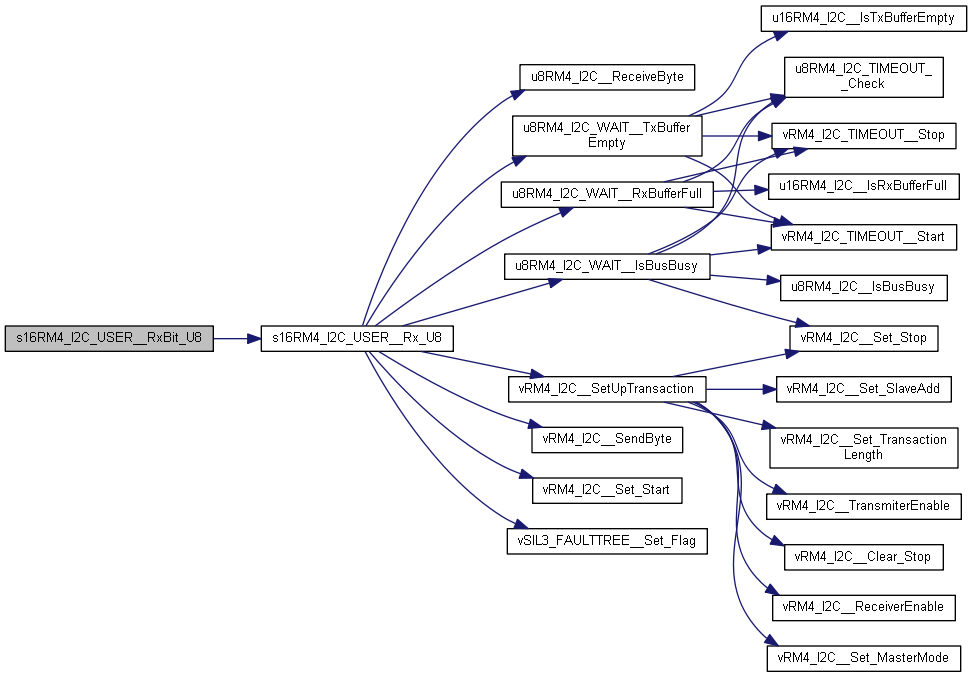 s16RM4_I2C_USER__RxBit_U8
s16RM4_I2C_USER__Rx_U8
u8RM4_I2C__ReceiveByte
u8RM4_I2C_WAIT__TxBuffer
Empty
u8RM4_I2C_WAIT__RxBufferFull
u8RM4_I2C_WAIT__IsBusBusy
vRM4_I2C__SetUpTransaction
vRM4_I2C__SendByte
vRM4_I2C__Set_Start
vSIL3_FAULTTREE__Set_Flag
u16RM4_I2C__IsTxBufferEmpty
u8RM4_I2C_TIMEOUT_
_Check
vRM4_I2C_TIMEOUT__Stop
u16RM4_I2C__IsRxBufferFull
vRM4_I2C_TIMEOUT__Start
u8RM4_I2C__IsBusBusy
vRM4_I2C__Set_Stop
vRM4_I2C__Set_SlaveAdd
vRM4_I2C__Set_Transaction
Length
vRM4_I2C__TransmiterEnable
vRM4_I2C__Clear_Stop
vRM4_I2C__ReceiverEnable
vRM4_I2C__Set_MasterMode